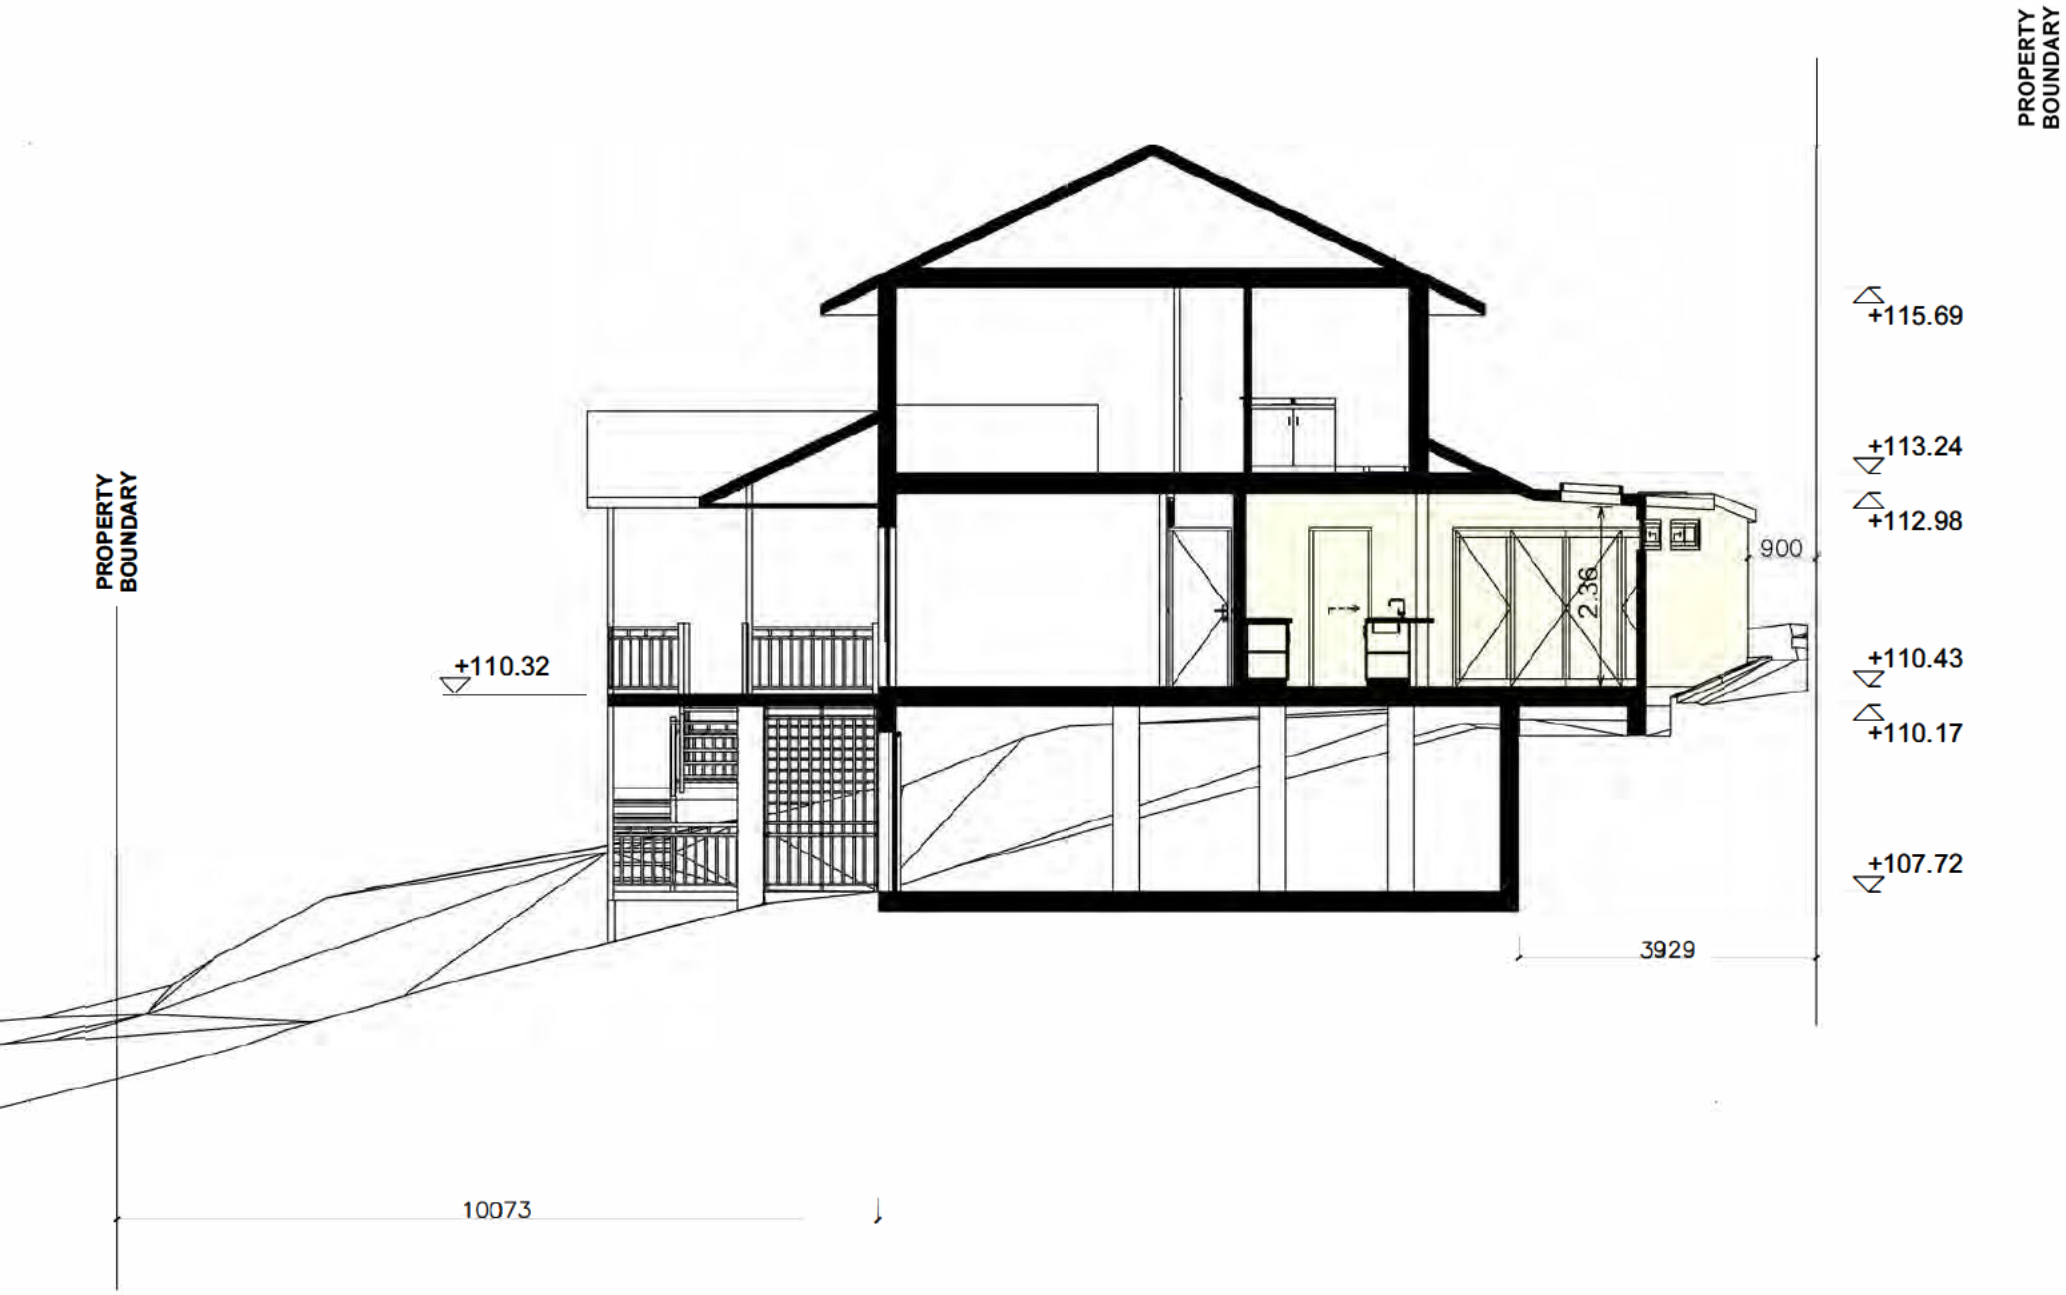 PROPERTY
BOUNDARY
+115.69
+113.24
+112.98
900
2.36
PROPERTY
BOUNDARY
+110.32
+110.43
+110.17
+107.72
3929
10073